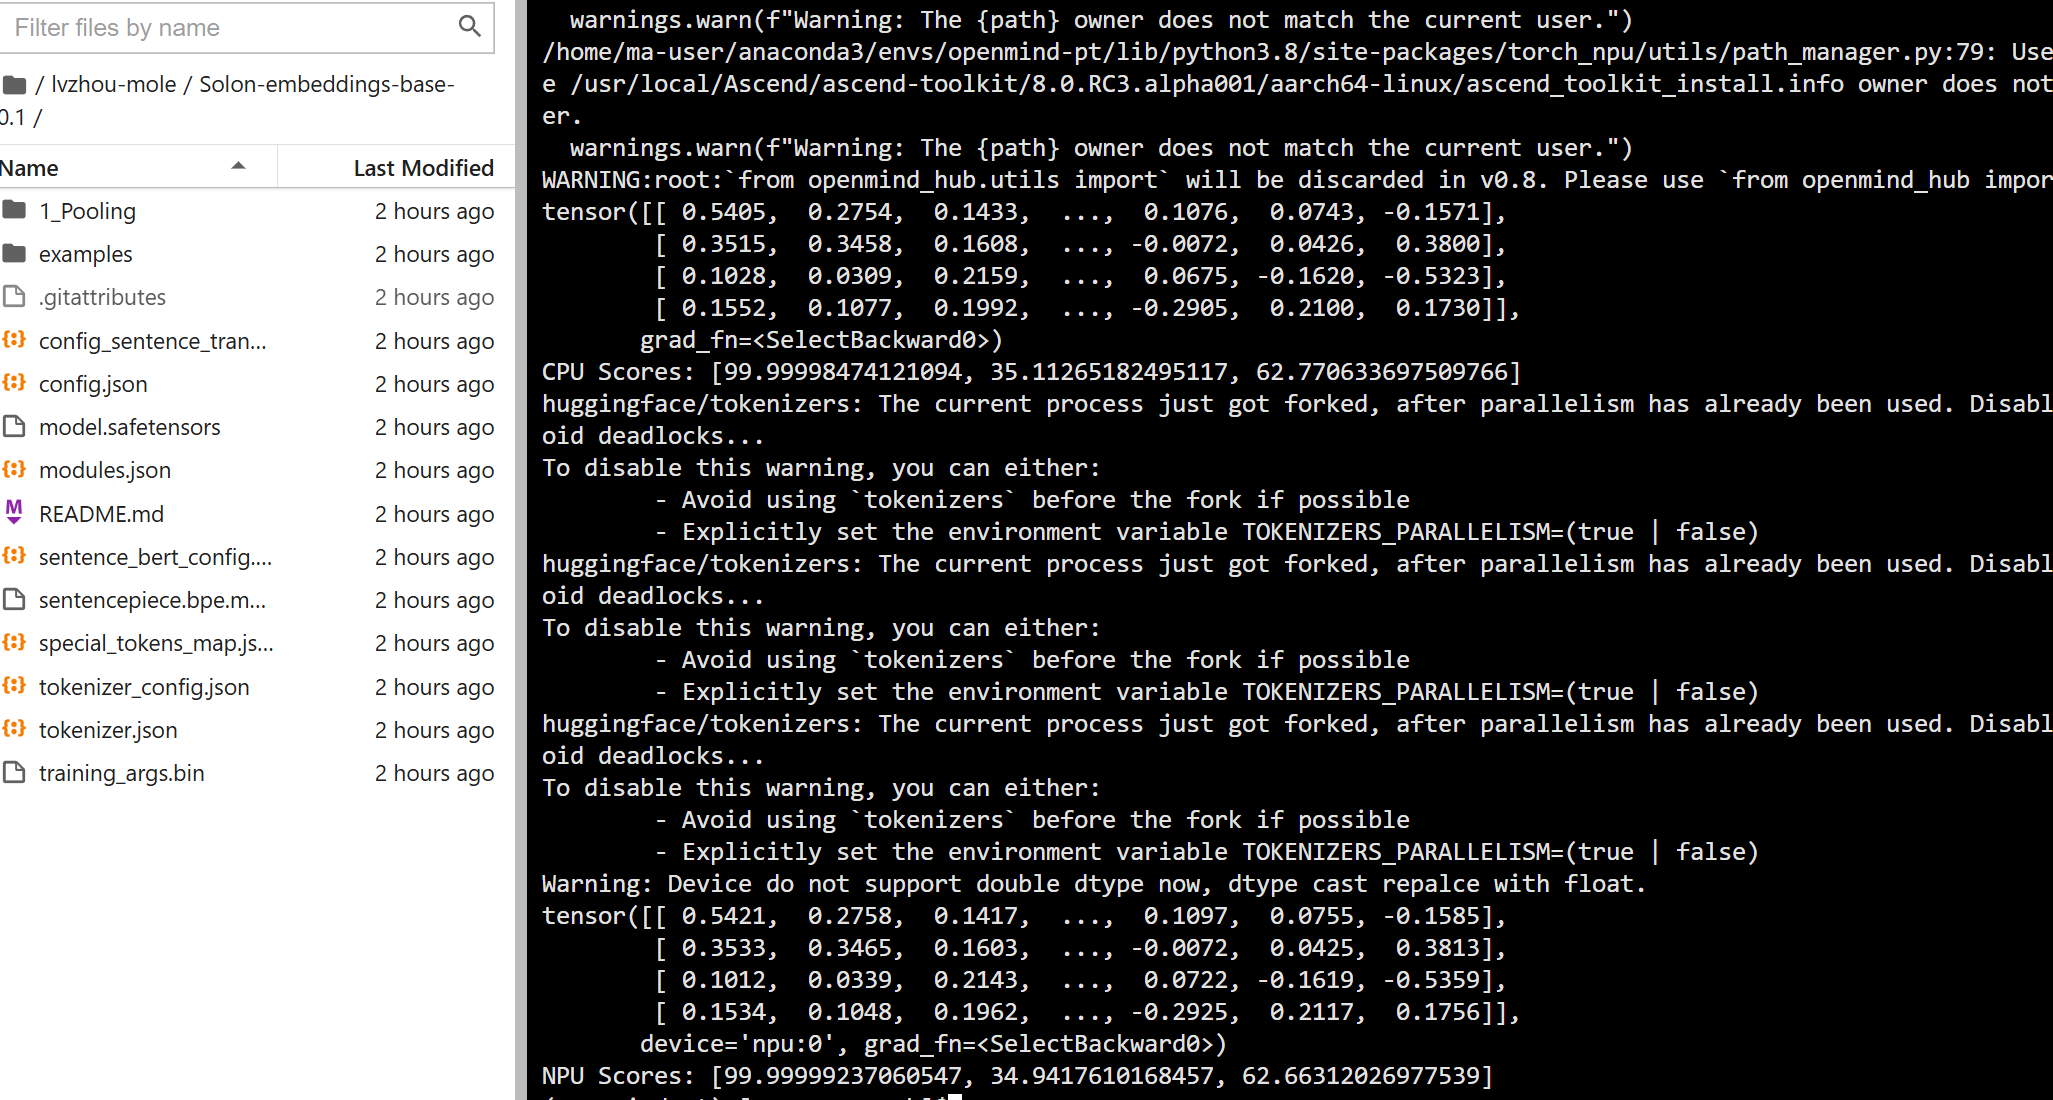 Filter files by name
/ lvzhou-mole / Solon-embeddings-base-
0.1 /
Name Last Modified
1_Pooling 2 hours ago
examples 2 hours ago
.gitattributes 2 hours ago
config_sentence_tran... 2 hours ago
config.json 2 hours ago
model.safetensors 2 hours ago
modules.json 2 hours ago
README.md 2 hours ago
sentence_bert_config.... 2 hours ago
sentencepiece.bpe.m... 2 hours ago
special_tokens_map.js... 2 hours ago
tokenizer_config.json 2 hours ago
tokenizer.json 2 hours ago
training_args.bin 2 hours ago
warnings.warn(f"Warning: The {path} owner does not match the current user.")
/home/ma-user/anaconda3/envs/openmind-pt/lib/python3.8/site-packages/torch_npu/utils/path_manager.py:79: Use
e /usr/local/Ascend/ascend-toolkit/8.0.RC3.alpha001/aarch64-linux/ascend_toolkit_install.info owner does not
er.
warnings.warn(f"Warning: The {path} owner does not match the current user.")
WARNING:root:`from openmind_hub.utils import` will be discarded in v0.8. Please use `from openmind_hub impor
tensor([[ 0.5405, 0.2754, 0.1433, ..., 0.1076, 0.0743, -0.1571],
[ 0.3515, 0.3458, 0.1608, ..., -0.0072, 0.0426, 0.3800],
[ 0.1028, 0.0309, 0.2159, ..., 0.0675, -0.1620, -0.5323],
[ 0.1552, 0.1077, 0.1992, ..., -0.2905, 0.2100, 0.1730]],
grad_fn=<SelectBackward0>)
CPU Scores: [99.99998474121094, 35.11265182495117, 62.770633697509766]
huggingface/tokenizers: The current process just got forked, after parallelism has already been used. Disabl
oid deadlocks...
To disable this warning, you can either:
- Avoid using `tokenizers` before the fork if possible
- Explicitly set the environment variable TOKENIZERS_PARALLELISM=(true | false)
huggingface/tokenizers: The current process just got forked, after parallelism has already been used. Disabl
oid deadlocks...
To disable this warning, you can either:
- Avoid using `tokenizers` before the fork if possible
- Explicitly set the environment variable TOKENIZERS_PARALLELISM=(true | false)
huggingface/tokenizers: The current process just got forked, after parallelism has already been used. Disabl
oid deadlocks...
To disable this warning, you can either:
- Avoid using `tokenizers` before the fork if possible
- Explicitly set the environment variable TOKENIZERS_PARALLELISM=(true | false)
Warning: Device do not support double dtype now, dtype cast repalce with float.
tensor([[ 0.5421, 0.2758, 0.1417, ..., 0.1097, 0.0755, -0.1585],
[ 0.3533, 0.3465, 0.1603, ..., -0.0072, 0.0425, 0.3813],
[ 0.1012, 0.0339, 0.2143, ..., 0.0722, -0.1619, -0.5359],
[ 0.1534, 0.1048, 0.1962, ..., -0.2925, 0.2117, 0.1756]],
device='npu:0', grad_fn=<SelectBackward0>)
NPU Scores: [99.99999237060547, 34.9417610168457, 62.66312026977539]